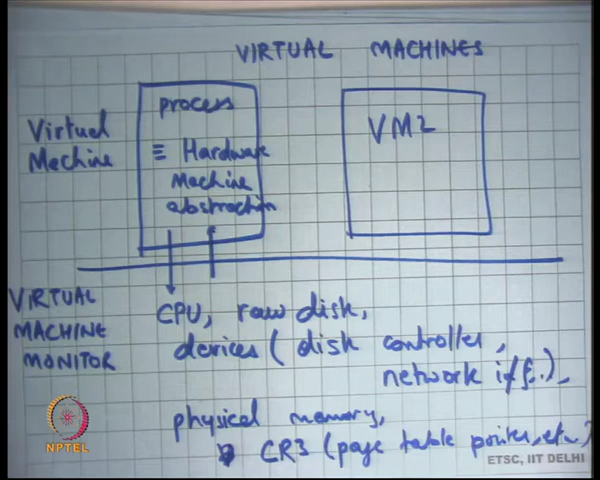 VIRTUAL MACHINES
Virtual
Machine
process
≡ Hardware
Machine
abstraction
VM2
VIRTUAL
MACHINE
MONITOR
CPU, raw disk,
devices ( disk controller,
network i/f..)
physical memory,
CR3 (page table pointer, etc.)
NPTEL
ETSC, IIT DELHI